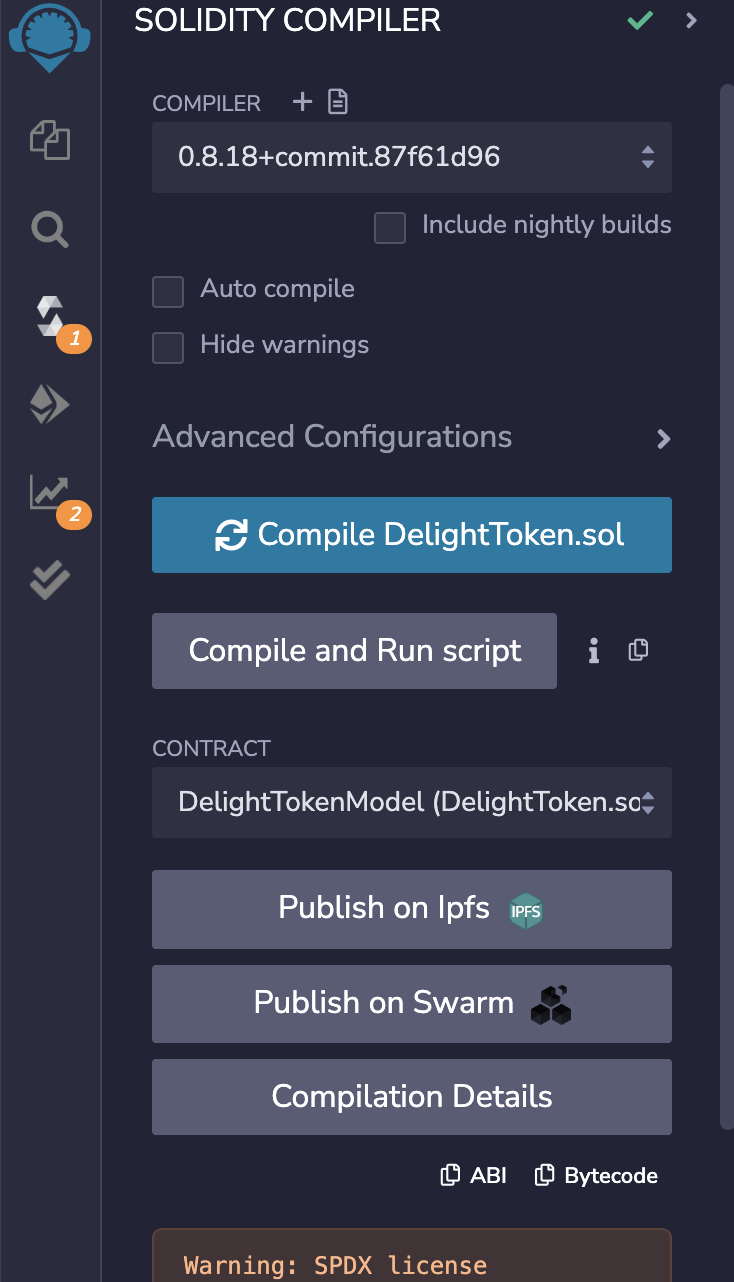 SOLIDITY COMPILER
COMPILER
0.8.18+commit.87f61d96
Include nightly builds
Auto compile
1
Hide warnings
Advanced Configurations
2
Compile DelightToken.sol
Compile and Run script
CONTRACT
DelightTokenModel (DelightToken.so
Publish on Ipfs IPFS
Publish on Swarm
Compilation Details
ABI Bytecode
Warning: SPDX license